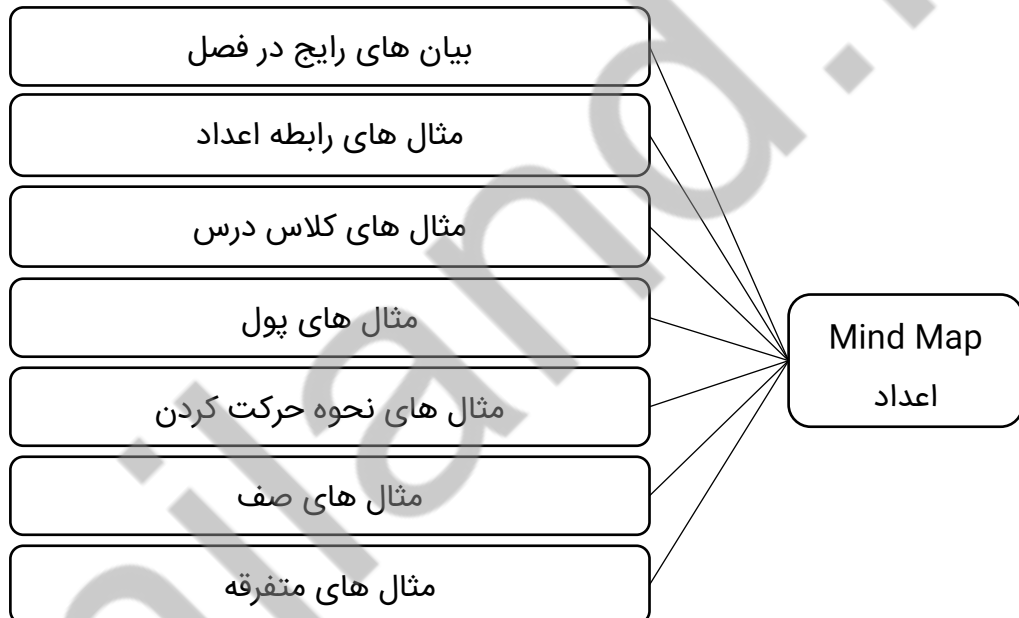 بیان های رایج در فصل
مثال های رابطه اعداد
مثال های کلاس درس
مثال های پول
مثال های نحوه حرکت کردن
مثال های صف
مثال های متفرقه
Mind Map
اعداد